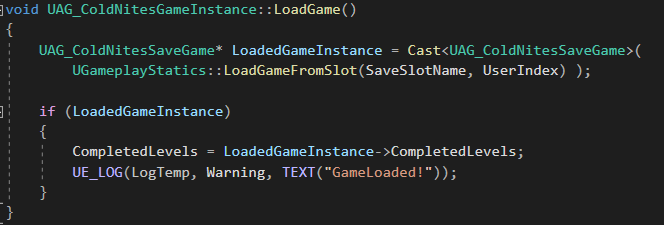 void UAG_ColdNitesGameInstance::LoadGame()
{
UAG_ColdNitesSaveGame* LoadedGameInstance = Cast<UAG_ColdNitesSaveGame>(
UGameplayStatics::LoadGameFromSlot(SaveSlotName, UserIndex) );
if (LoadedGameInstance)
{
CompletedLevels = LoadedGameInstance->CompletedLevels;
UE_LOG(LogTemp, Warning, TEXT("GameLoaded!"));
}
}